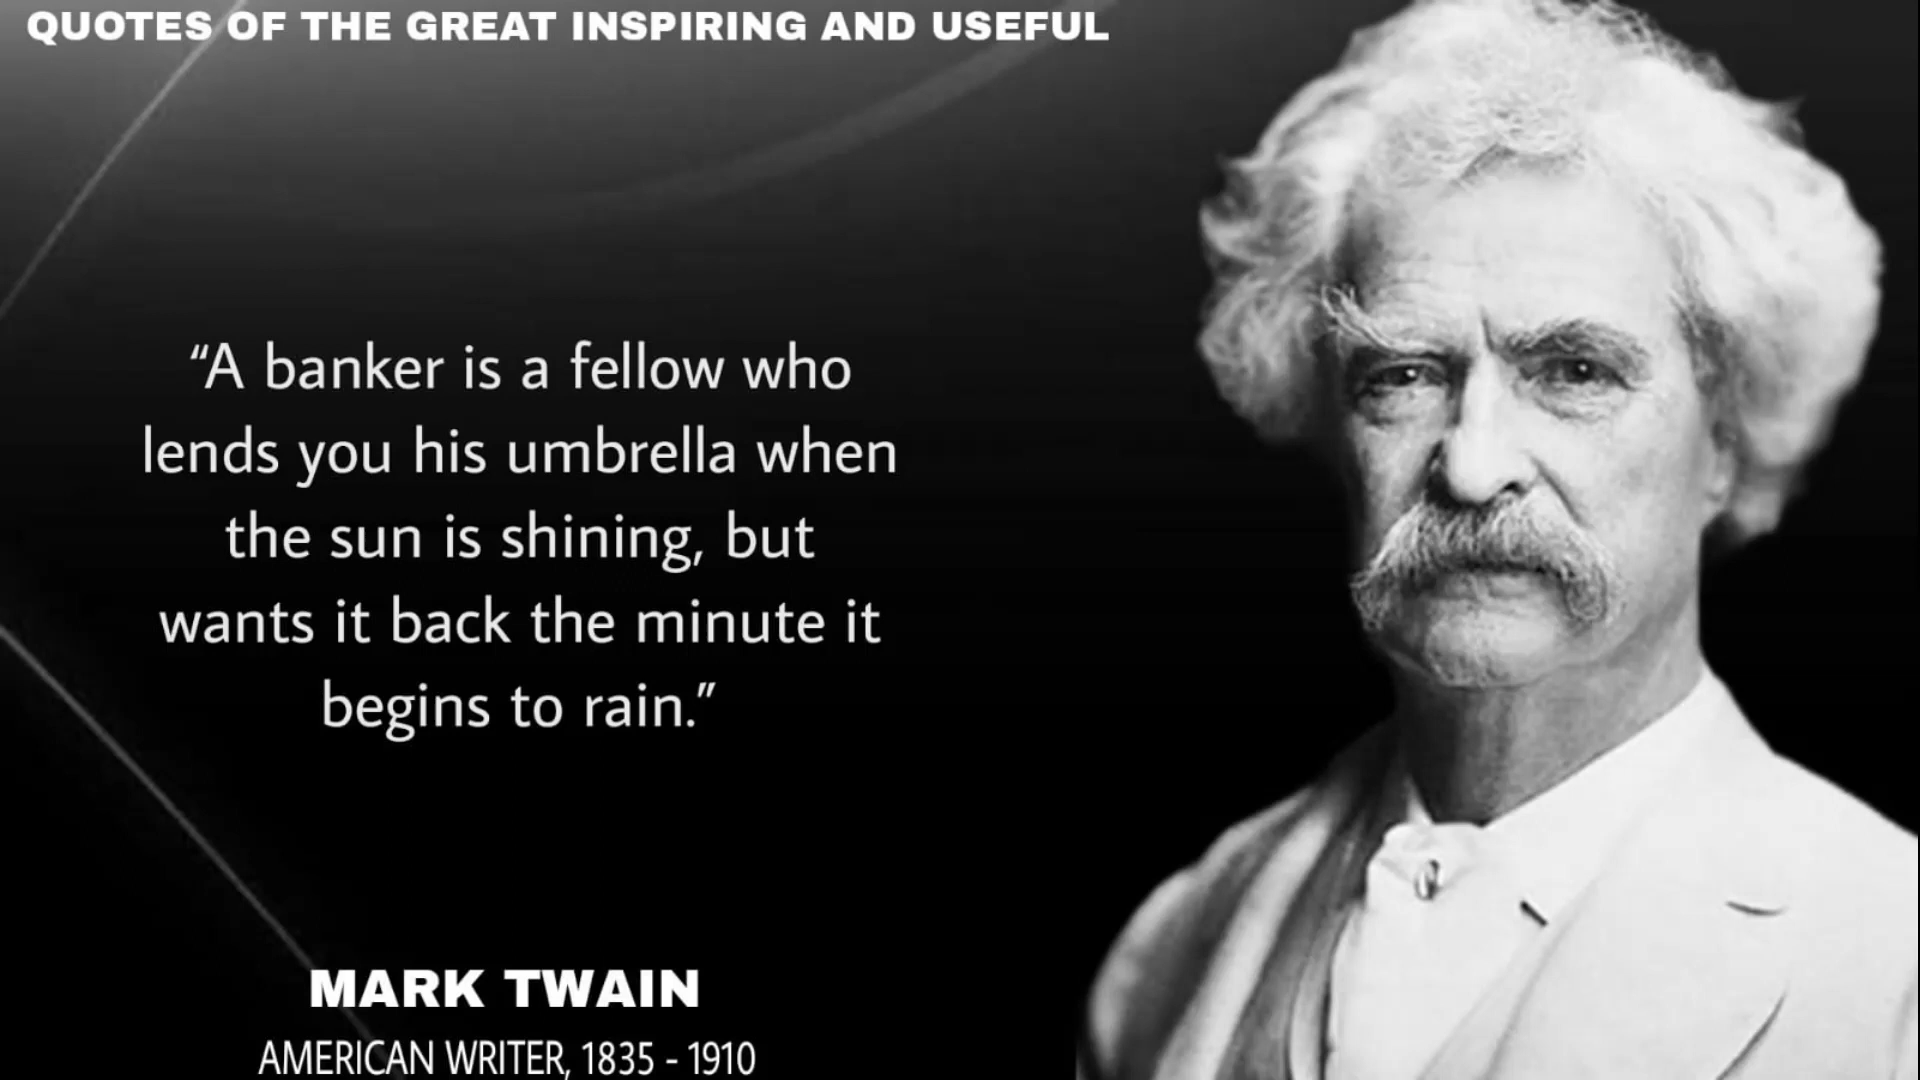 QUOTES OF THE GREAT INSPIRING AND USEFUL
“A banker is a fellow who
lends you his umbrella when
the sun is shining, but
wants it back the minute it
begins to rain.”
MARK TWAIN
AMERICAN WRITER, 1835 - 1910